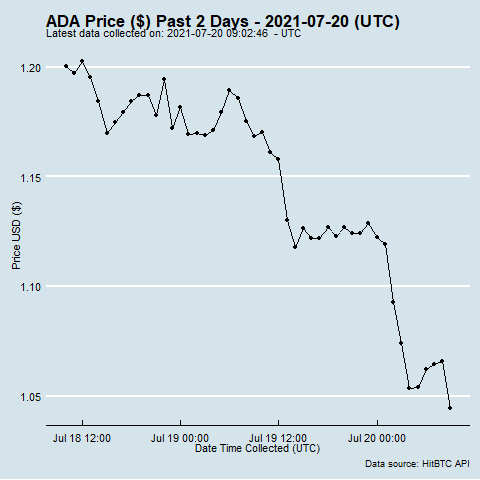 ADA Price ($) Past 2 Days - 2021-07-20 (UTC)
Latest data collected on: 2021-07-20 09:02:46  - UTC
1.20
1.15
1.10
1.05
Price USD ($)
Jul 18 12:00
Jul 19 00:00
Jul 19 12:00
Jul 20 00:00
Date Time Collected (UTC)
Data source: HitBTC API